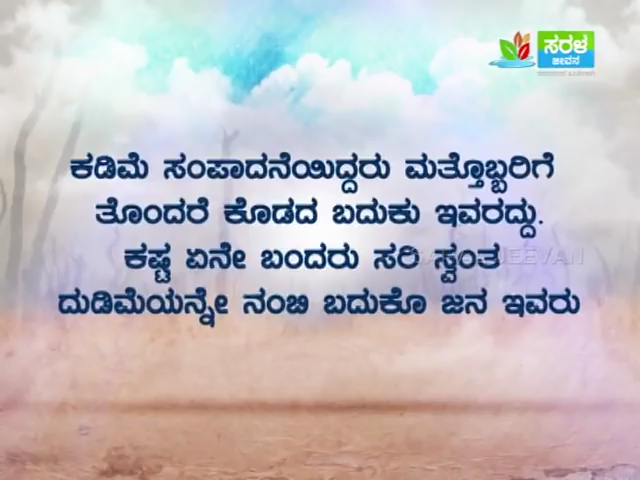 ಸರಳ
ಜೀವನ
ಕಡಿಮೆ ಸಂಪಾದನೆಯಿದ್ದರು ಮತ್ತೊಬ್ಬರಿಗೆ
ತೊಂದರೆ ಕೊಡದ ಬದುಕು ಇವರದ್ದು.
ಕಷ್ಟ ಏನೇ ಬಂದರು ಸರಿ ಸ್ವಂತ
ದುಡಿಮೆಯನ್ನೇ ನಂಬಿ ಬದುಕೊ ಜನ ಇವರು